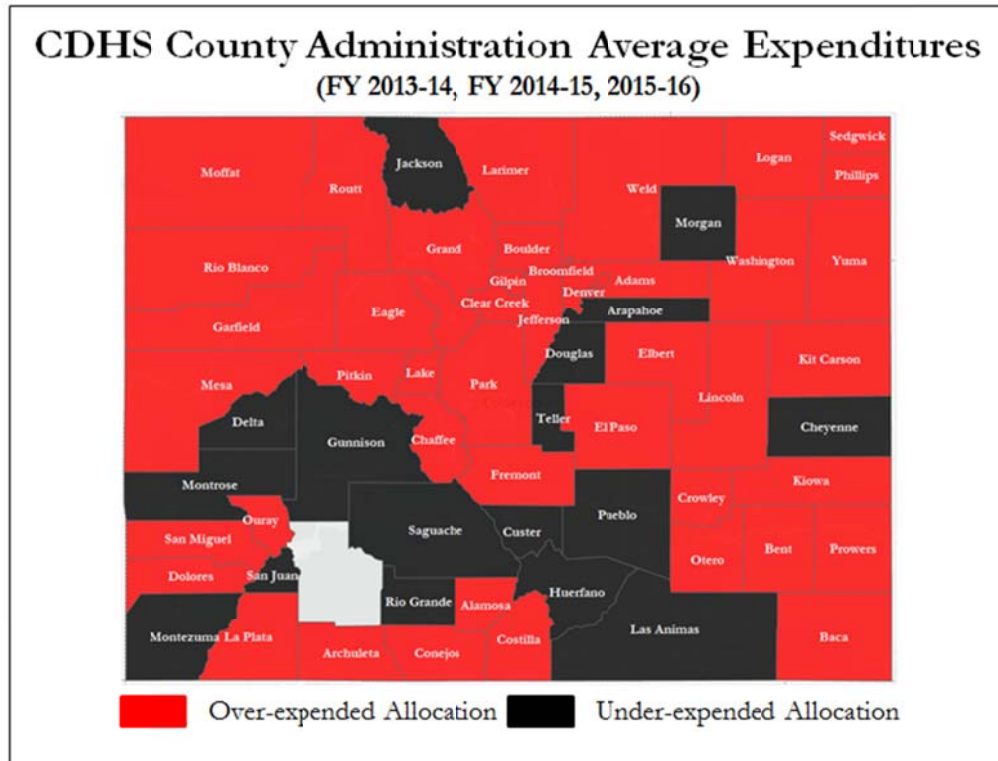 CDHS County Administration Average Expenditures
(FY 2013-14, FY 2014-15, 2015-16)
Sedgwick
Jackson
Logan
Larimer
Moffat
Phillips
Routt
Weld
Morgan
Grand
Boulder
Washington
Yuma
Rio Blanco
Broomfield
Gilpin
Adams
Denver
Clear Creek
Eagle
Arapahoe
Garfield
Jefferson
Douglas
Elbert
Kit Carson
Lake
Pitkin
Mesa
Park
Lincoln
Teller
Delta
El Paso
Cheyenne
Gunnison
Chaffee
Fremont
Montrose
Kiowa
Crowley
Pueblo
Ouray
Saguache
Custer
San Miguel
Otero
Bent
Prowers
Dolores
San Juan
Huerfano
Rio Grande
Alamosa
Las Animas
Montezuma
La Plata
Costilla
Baca
Archuleta
Conejos
Over-expended Allocation
Under-expended Allocation